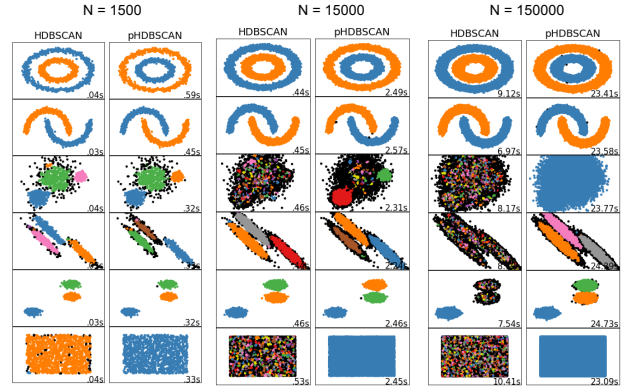 N = 1500 N = 15000 N = 150000
HDBSCAN pHDBSCAN HDBSCAN pHDBSCAN HDBSCAN pHDBSCAN
.04s .59s .44s 2.49s 9.12s 23.41s
.03s .45s .45s 2.57s 6.97s 23.58s
.04s .32s .46s 2.31s 8.17s 23.77s
.03s .32s .46s 2.46s 7.54s 24.73s
.04s .33s .53s 2.45s 10.41s 23.09s